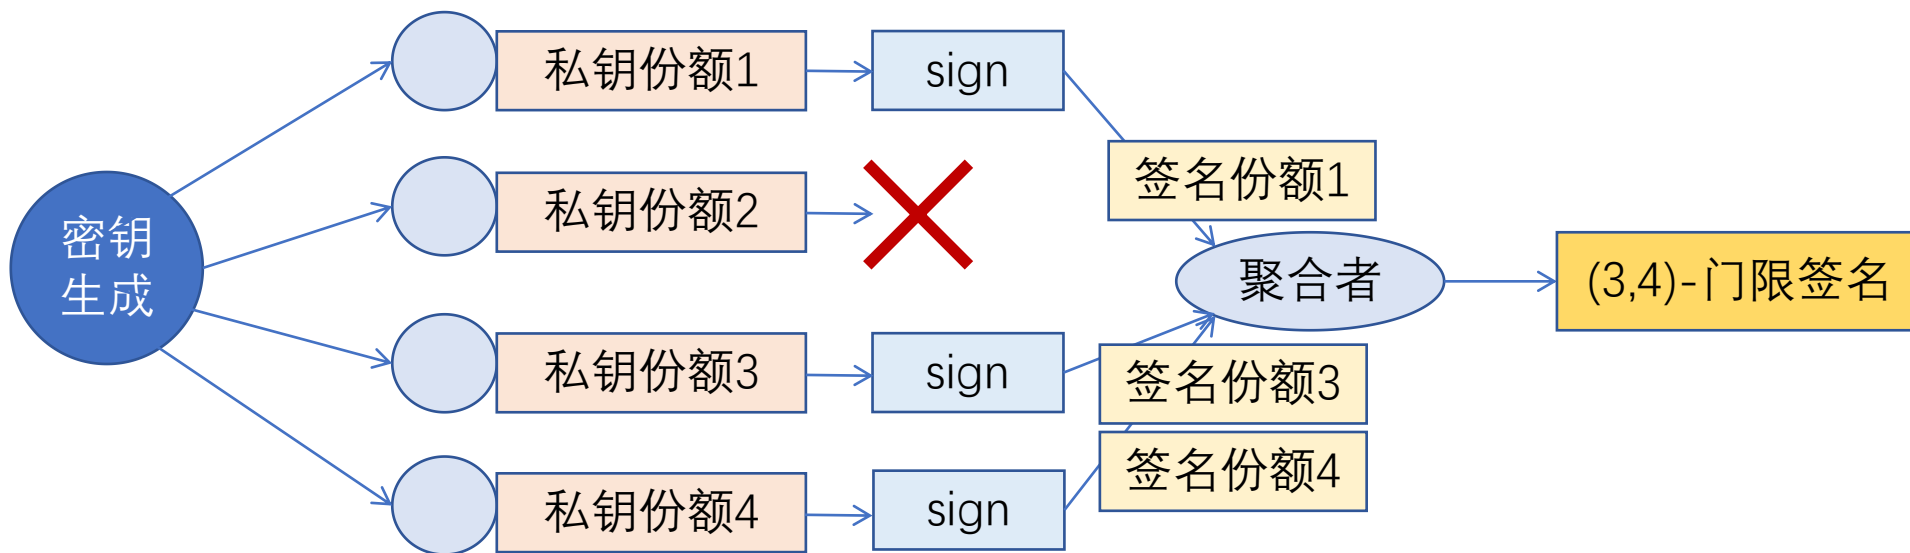 密钥
生成
私钥份额1
sign
私钥份额2
私钥份额3
sign
私钥份额4
sign
签名份额1
签名份额3
签名份额4
聚合者
(3,4)-门限签名